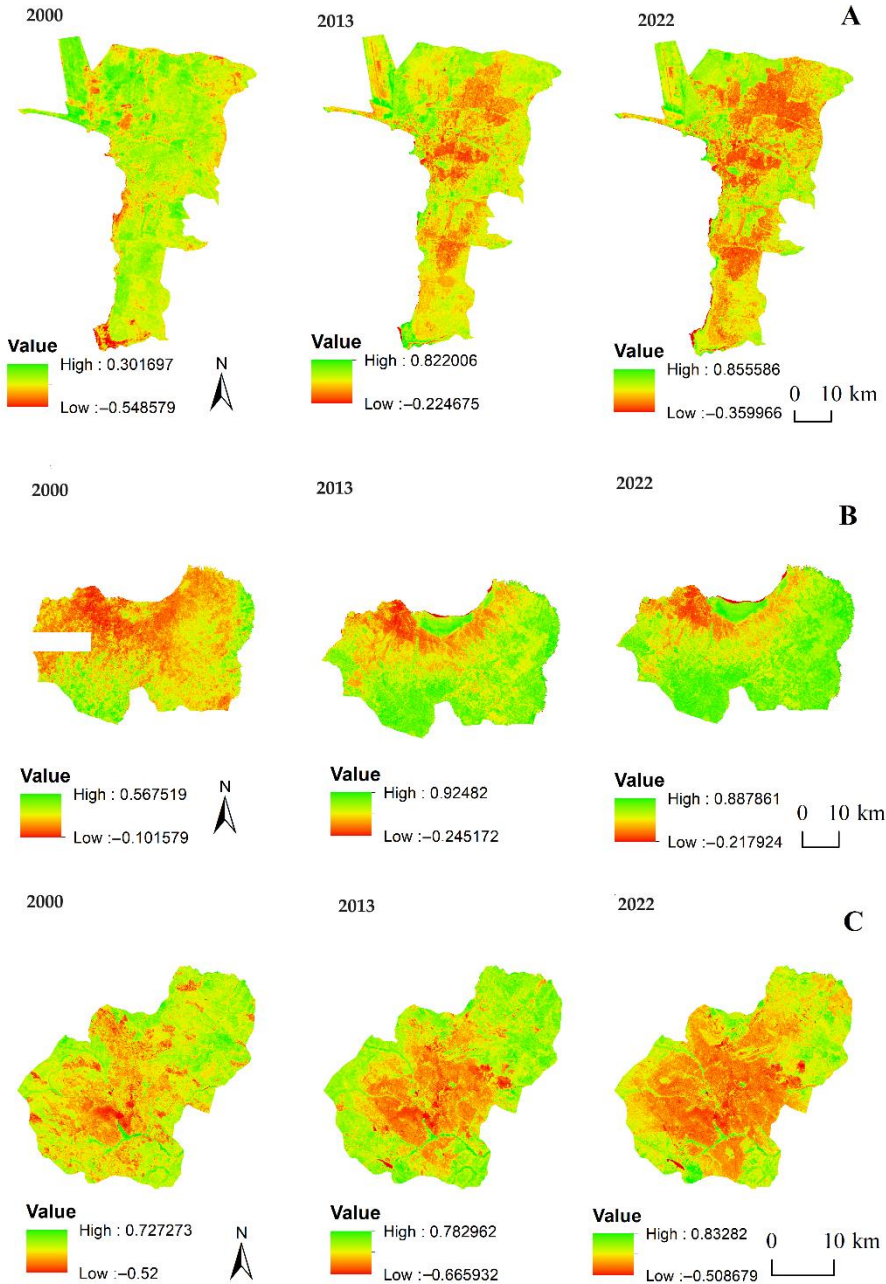 2000
2013
2022
A
Value
High : 0.301697
Low :–0.548579
N
Value
High : 0.822006
Low :–0.224675
Value
High : 0.855586
Low :–0.359966
0 10 km
2000
2013
2022
B
Value
High : 0.567519
Low :–0.101579
N
Value
High : 0.92482
Low :–0.245172
Value
High : 0.887861
Low :–0.217924
0 10 km
2000
2013
2022
C
Value
High : 0.727273
Low :–0.52
N
Value
High : 0.782962
Low :–0.665932
Value
High : 0.83282
Low :–0.508679
0 10 km